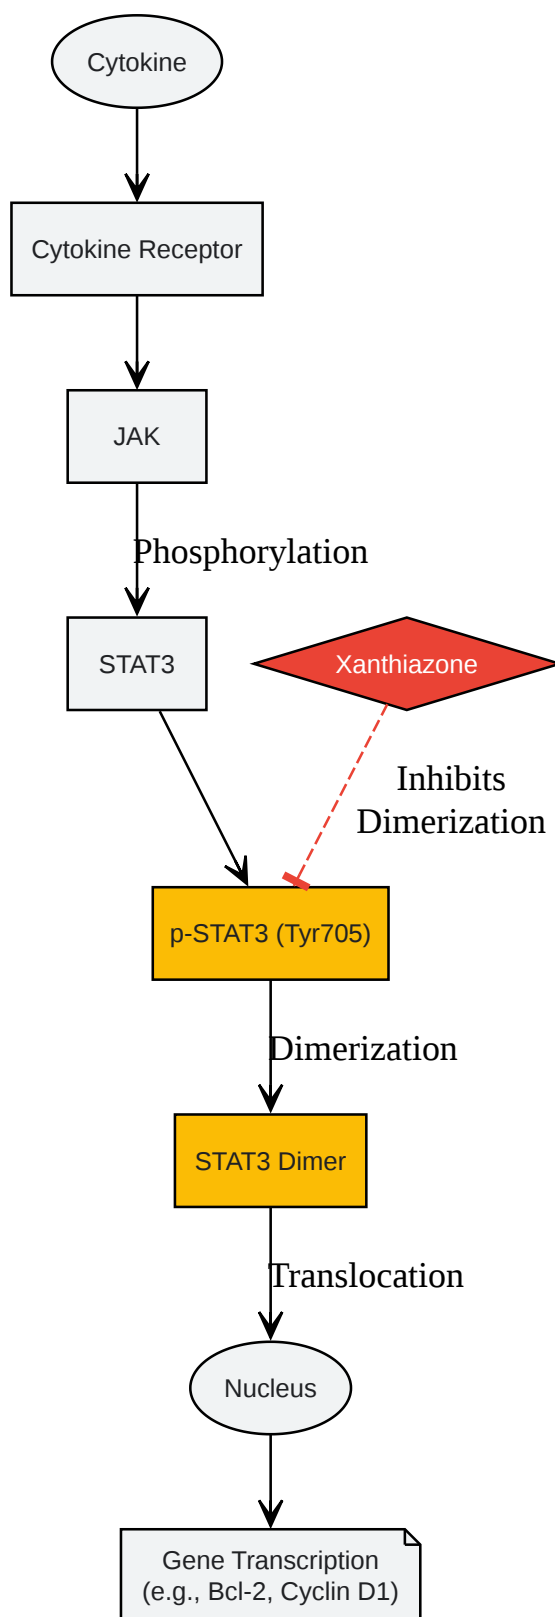 Cytokine
Cytokine Receptor
JAK
Phosphorylation
STAT3
Xanthiazone
Inhibits
Dimerization
p-STAT3 (Tyr705)
Dimerization
STAT3 Dimer
Translocation
Nucleus
Gene Transcription
(e.g., Bcl-2, Cyclin D1)